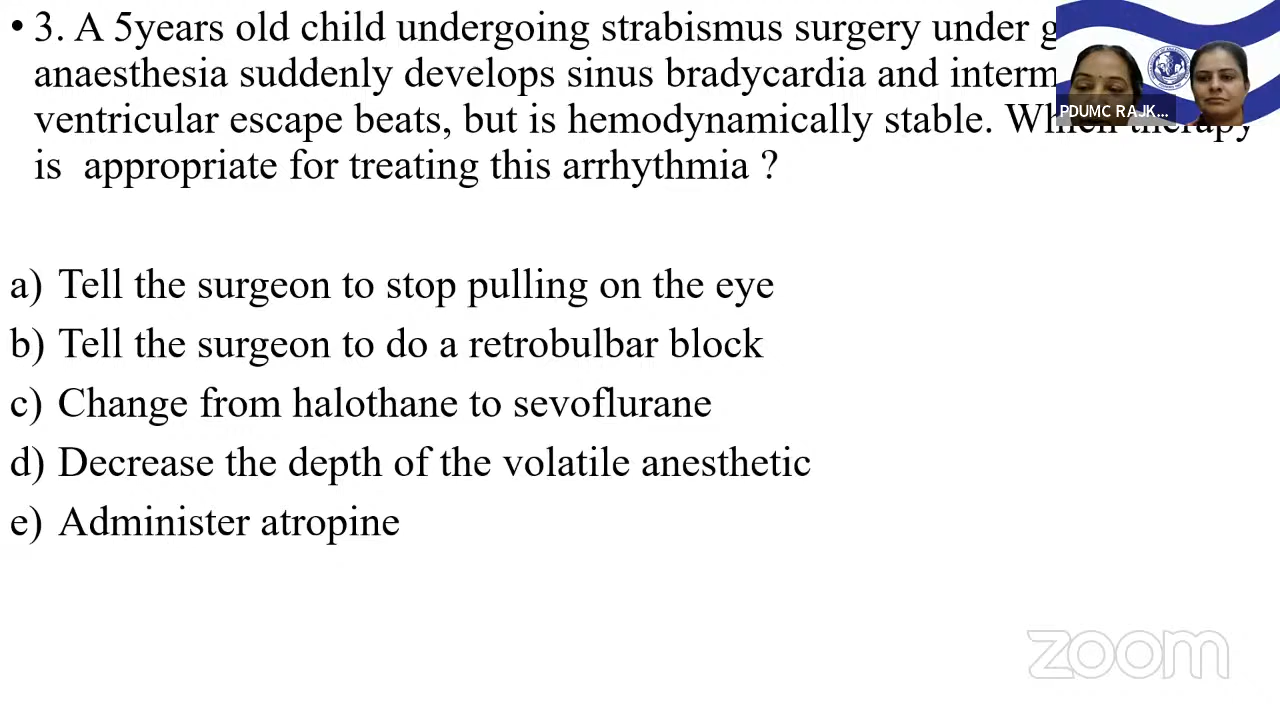 • 3. A 5years old child undergoing strabismus surgery under g
anaesthesia suddenly develops sinus bradycardia and interm
ventricular escape beats, but is hemodynamically stable. Which therapy
is appropriate for treating this arrhythmia ?
a) Tell the surgeon to stop pulling on the eye
b) Tell the surgeon to do a retrobulbar block
c) Change from halothane to sevoflurane
d) Decrease the depth of the volatile anesthetic
e) Administer atropine
PDUMC RAJK...
zoom